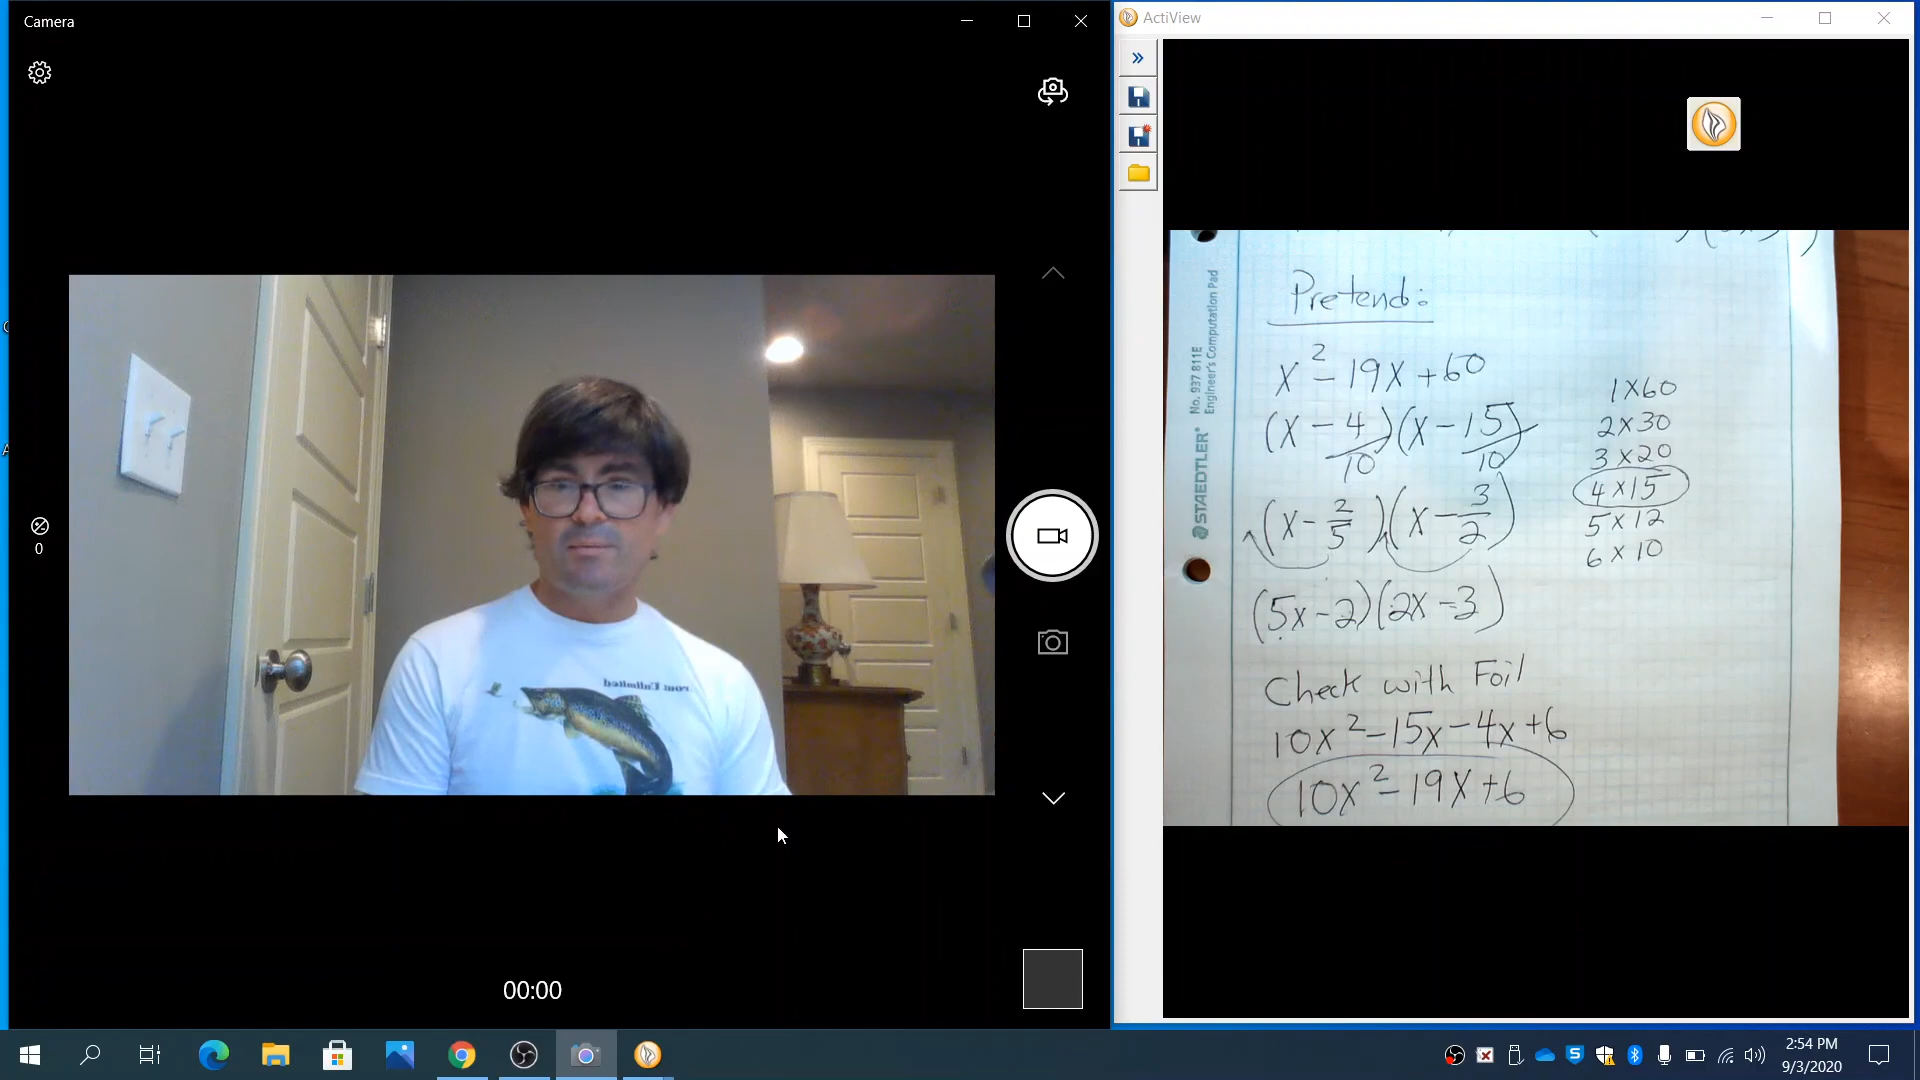 Camera
ActiView
0
00:00
rout Unlimited
No. 937 811E
Engineer's Computation Pad
STAEDTLER®
Pretend:
x² - 19x + 60
(x - 4/10)(x - 15/10)
(x - 2/5)(x - 3/2)
(5x - 2)(2x - 3)
Check with Foil
10x² - 15x - 4x + 6
10x² - 19x + 6
1x60
2x30
3x20
4x15
5x12
6x10
2:54 PM
9/3/2020